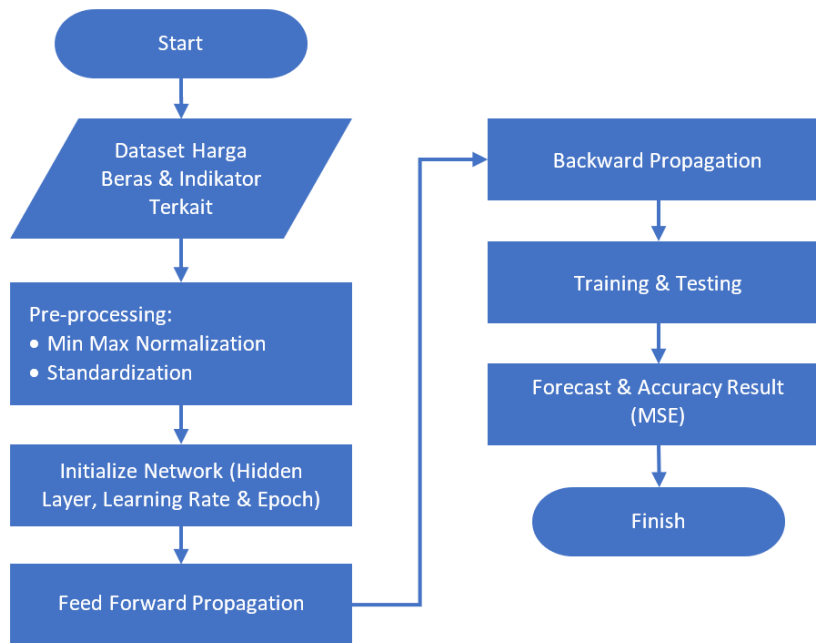 Start
Dataset Harga
Beras & Indikator
Terkait
Pre-processing:
• Min Max Normalization
• Standardization
Initialize Network (Hidden
Layer, Learning Rate & Epoch)
Feed Forward Propagation
Backward Propagation
Training & Testing
Forecast & Accuracy Result
(MSE)
Finish